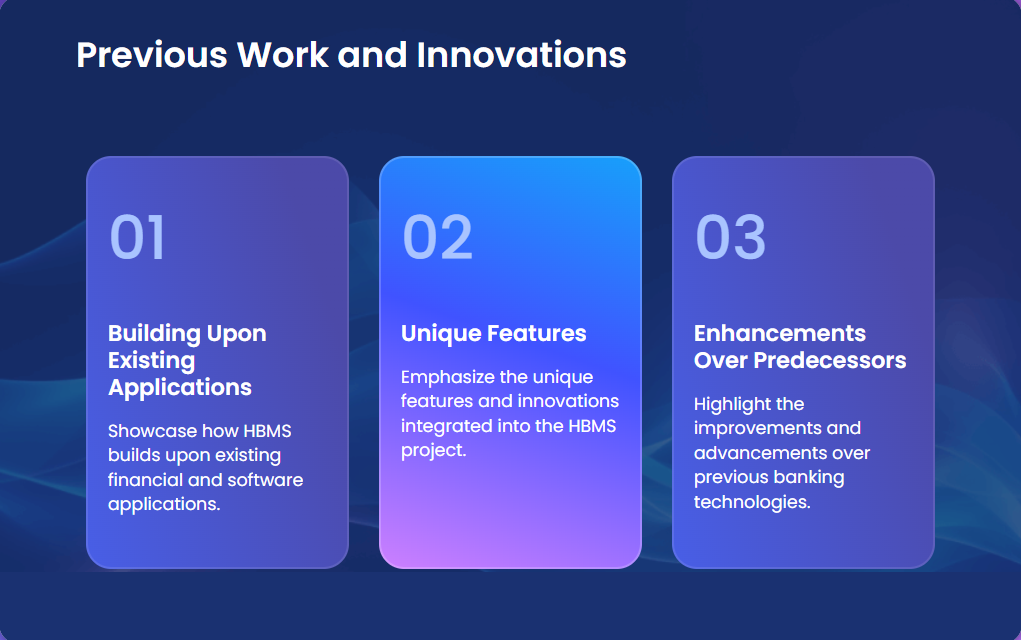 Previous Work and Innovations
01
Building Upon
Existing
Applications
Showcase how HBMS
builds upon existing
financial and software
applications.
02
Unique Features
Emphasize the unique
features and innovations
integrated into the HBMS
project.
03
Enhancements
Over Predecessors
Highlight the
improvements and
advancements over
previous banking
technologies.